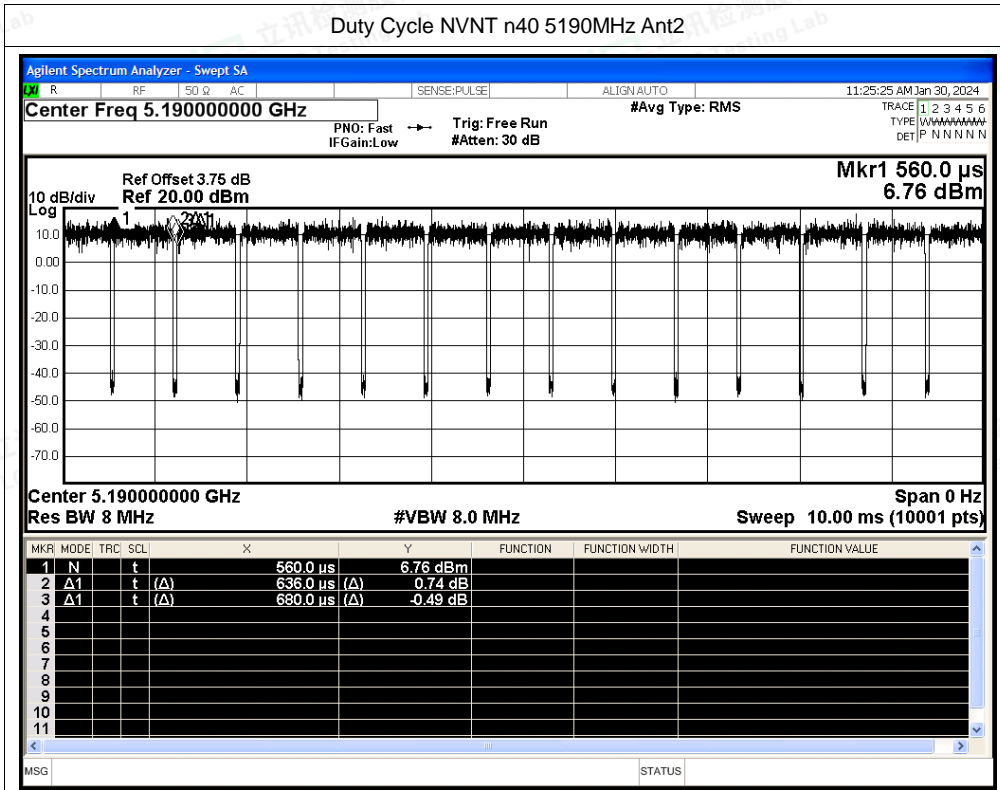 Duty Cycle NVNT n40 5190MHz Ant2
Agilent Spectrum Analyzer - Swept SA
LXI R RF 50 Ω AC SENSE:PULSE ALIGN AUTO 11:25:25 AM Jan 30, 2024
Center Freq 5.190000000 GHz #Avg Type: RMS TRACE 1 2 3 4 5 6
PNO: Fast Trig: Free Run TYPE WWWWWW
IFGain:Low #Atten: 30 dB DET P N N N N N
Mkr1 560.0 µs
Ref Offset 3.75 dB
10 dB/div Ref 20.00 dBm 6.76 dBm
Log
1 2Δ1
10.0
0.00
-10.0
-20.0
-30.0
-40.0
-50.0
-60.0
-70.0
Center 5.190000000 GHz Span 0 Hz
Res BW 8 MHz #VBW 8.0 MHz Sweep 10.00 ms (10001 pts)
MKR MODE TRC SCL X Y FUNCTION FUNCTION WIDTH FUNCTION VALUE
1 N t 560.0 µs 6.76 dBm
2 Δ1 t (Δ) 636.0 µs (Δ) 0.74 dB
3 Δ1 t (Δ) 680.0 µs (Δ) -0.49 dB
4
5
6
7
8
9
10
11
MSG STATUS